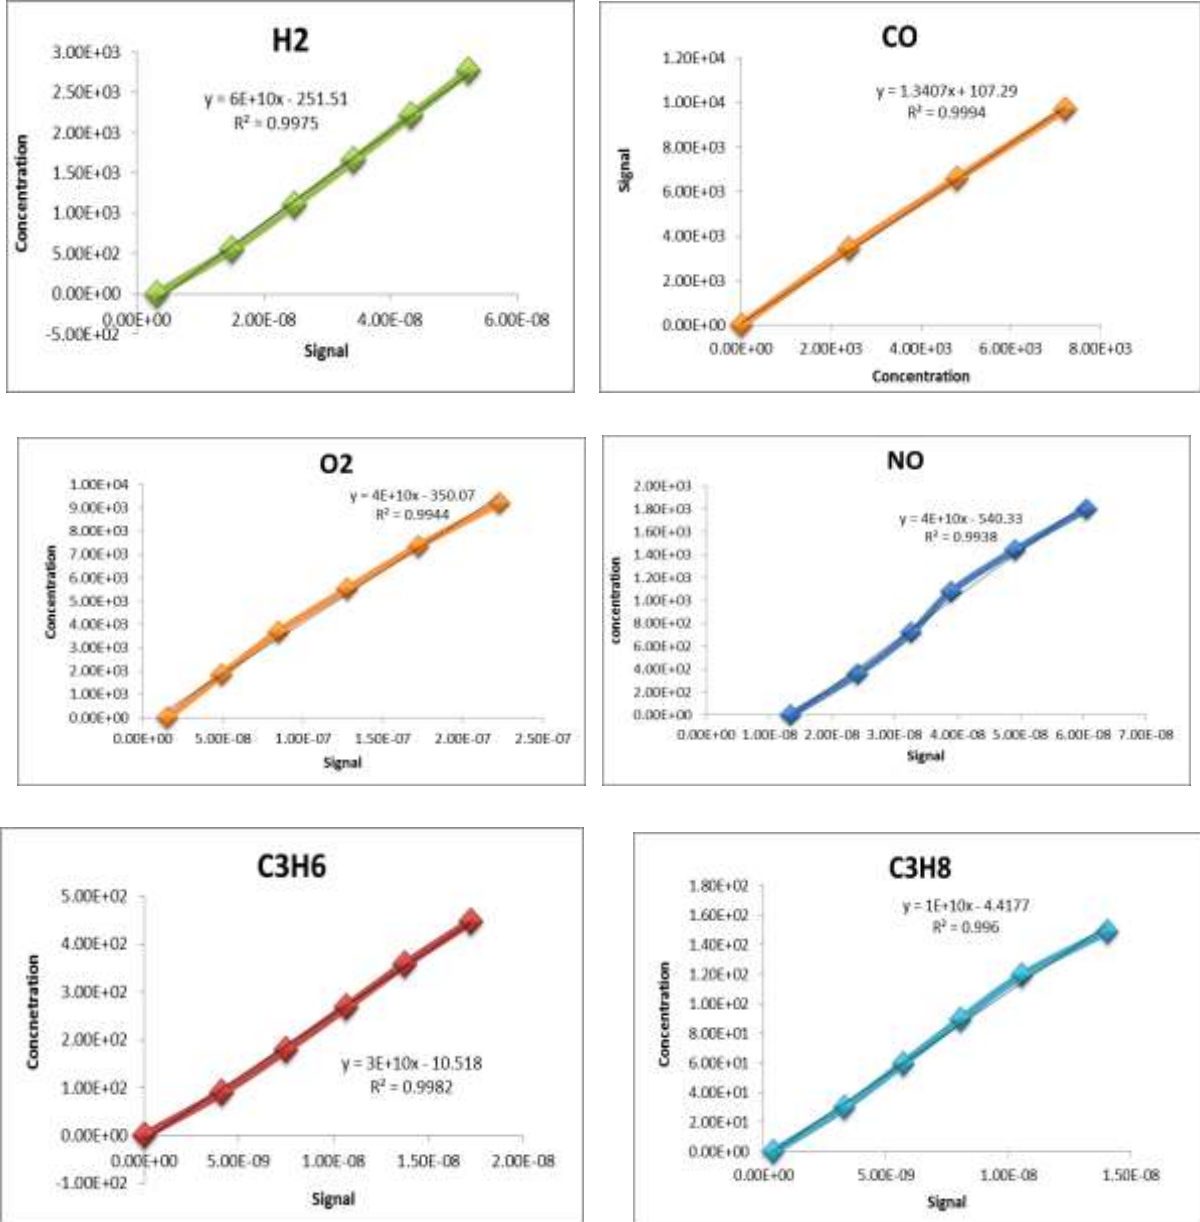 H2
3.00E+03
2.50E+03
2.00E+03
1.50E+03
1.00E+03
5.00E+02
0.00E+00
-5.00E+02
Concentration
y = 6E+10x - 251.51
R² = 0.9975
0.00E+00 2.00E-08 4.00E-08 6.00E-08
Signal
CO
1.20E+04
1.00E+04
8.00E+03
6.00E+03
4.00E+03
2.00E+03
0.00E+00
Signal
y = 1.3407x + 107.29
R² = 0.9994
0.00E+00 2.00E+03 4.00E+03 6.00E+03 8.00E+03
Concentration
O2
1.00E+04
9.00E+03
8.00E+03
7.00E+03
6.00E+03
5.00E+03
4.00E+03
3.00E+03
2.00E+03
1.00E+03
0.00E+00
Concentration
y = 4E+10x - 350.07
R² = 0.9944
0.00E+00 5.00E-08 1.00E-07 1.50E-07 2.00E-07 2.50E-07
Signal
NO
2.00E+03
1.80E+03
1.60E+03
1.40E+03
1.20E+03
1.00E+03
8.00E+02
6.00E+02
4.00E+02
2.00E+02
0.00E+00
concentration
y = 4E+10x - 540.33
R² = 0.9938
0.00E+00 1.00E-08 2.00E-08 3.00E-08 4.00E-08 5.00E-08 6.00E-08 7.00E-08
Signal
C3H6
5.00E+02
4.00E+02
3.00E+02
2.00E+02
1.00E+02
0.00E+00
-1.00E+02
Concnetration
y = 3E+10x - 10.518
R² = 0.9982
0.00E+00 5.00E-09 1.00E-08 1.50E-08 2.00E-08
Signal
C3H8
1.80E+02
1.60E+02
1.40E+02
1.20E+02
1.00E+02
8.00E+01
6.00E+01
4.00E+01
2.00E+01
0.00E+00
Concentration
y = 1E+10x - 4.4177
R² = 0.996
0.00E+00 5.00E-09 1.00E-08 1.50E-08
Signal